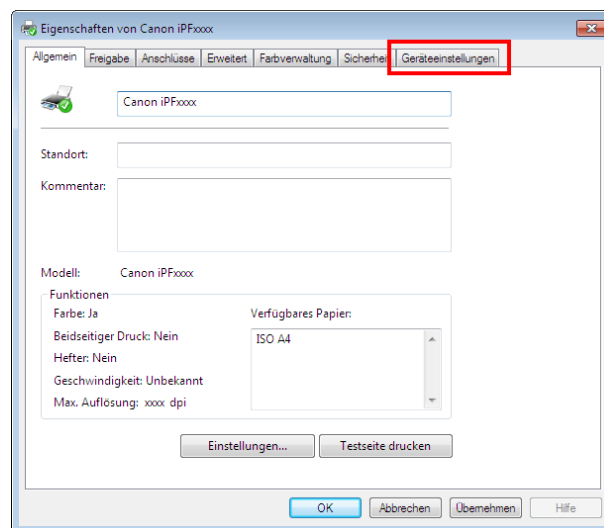 Eigenschaften von Canon iPFxxxx
Allgemein Freigabe Anschlüsse Erweitert Farbverwaltung Sicherheit Geräteeinstellungen
Canon iPFxxxx
Standort:
Kommentar:
Modell: Canon iPFxxxx
Funktionen
Farbe: Ja Verfügbares Papier:
Beidseitiger Druck: Nein ISO A4
Hefter: Nein
Geschwindigkeit: Unbekannt
Max. Auflösung: xxxx dpi
Einstellungen... Testseite drucken
OK Abbrechen Übernehmen Hilfe